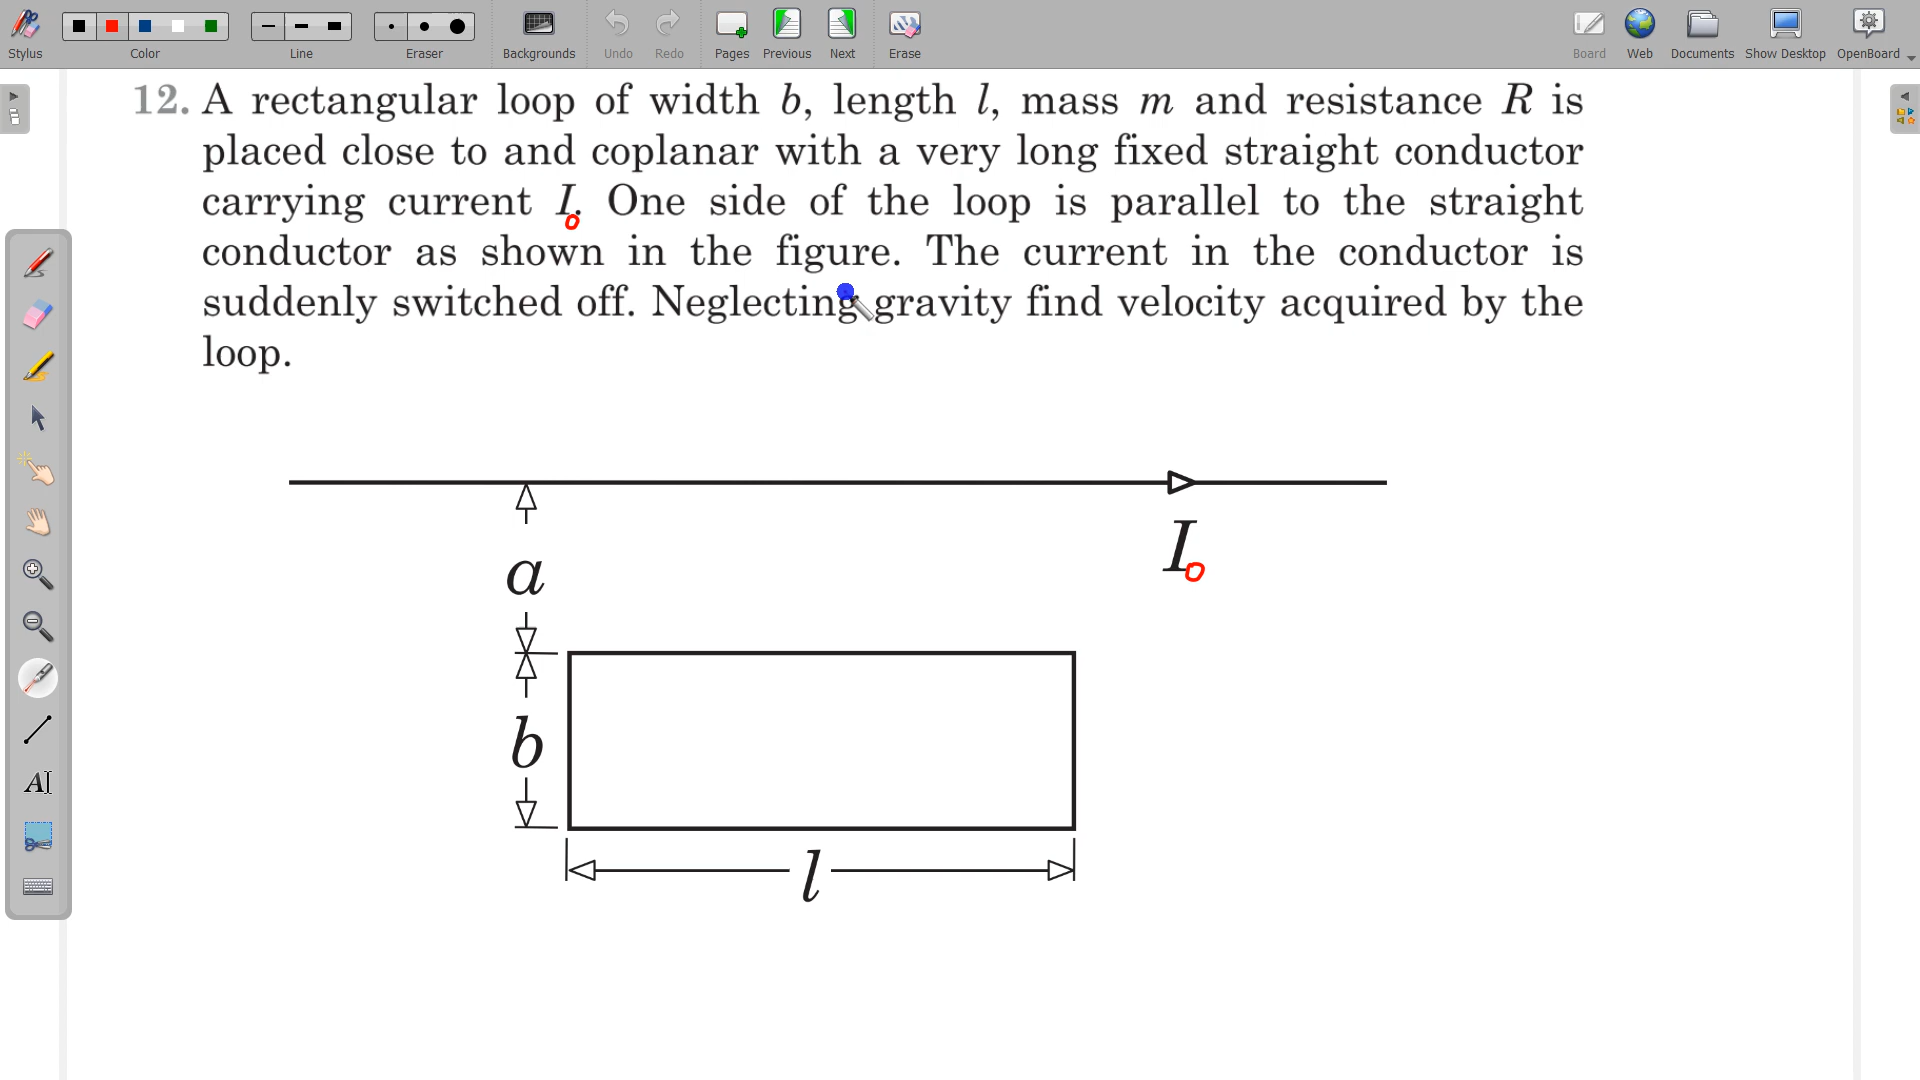 Stylus Color Line Eraser Backgrounds Undo Redo Pages Previous Next Erase Board Web Documents Show Desktop OpenBoard
12. A rectangular loop of width b, length l, mass m and resistance R is
placed close to and coplanar with a very long fixed straight conductor
carrying current I₀. One side of the loop is parallel to the straight
conductor as shown in the figure. The current in the conductor is
suddenly switched off. Neglecting gravity find velocity acquired by the
loop.
I₀
a
b
l
AI